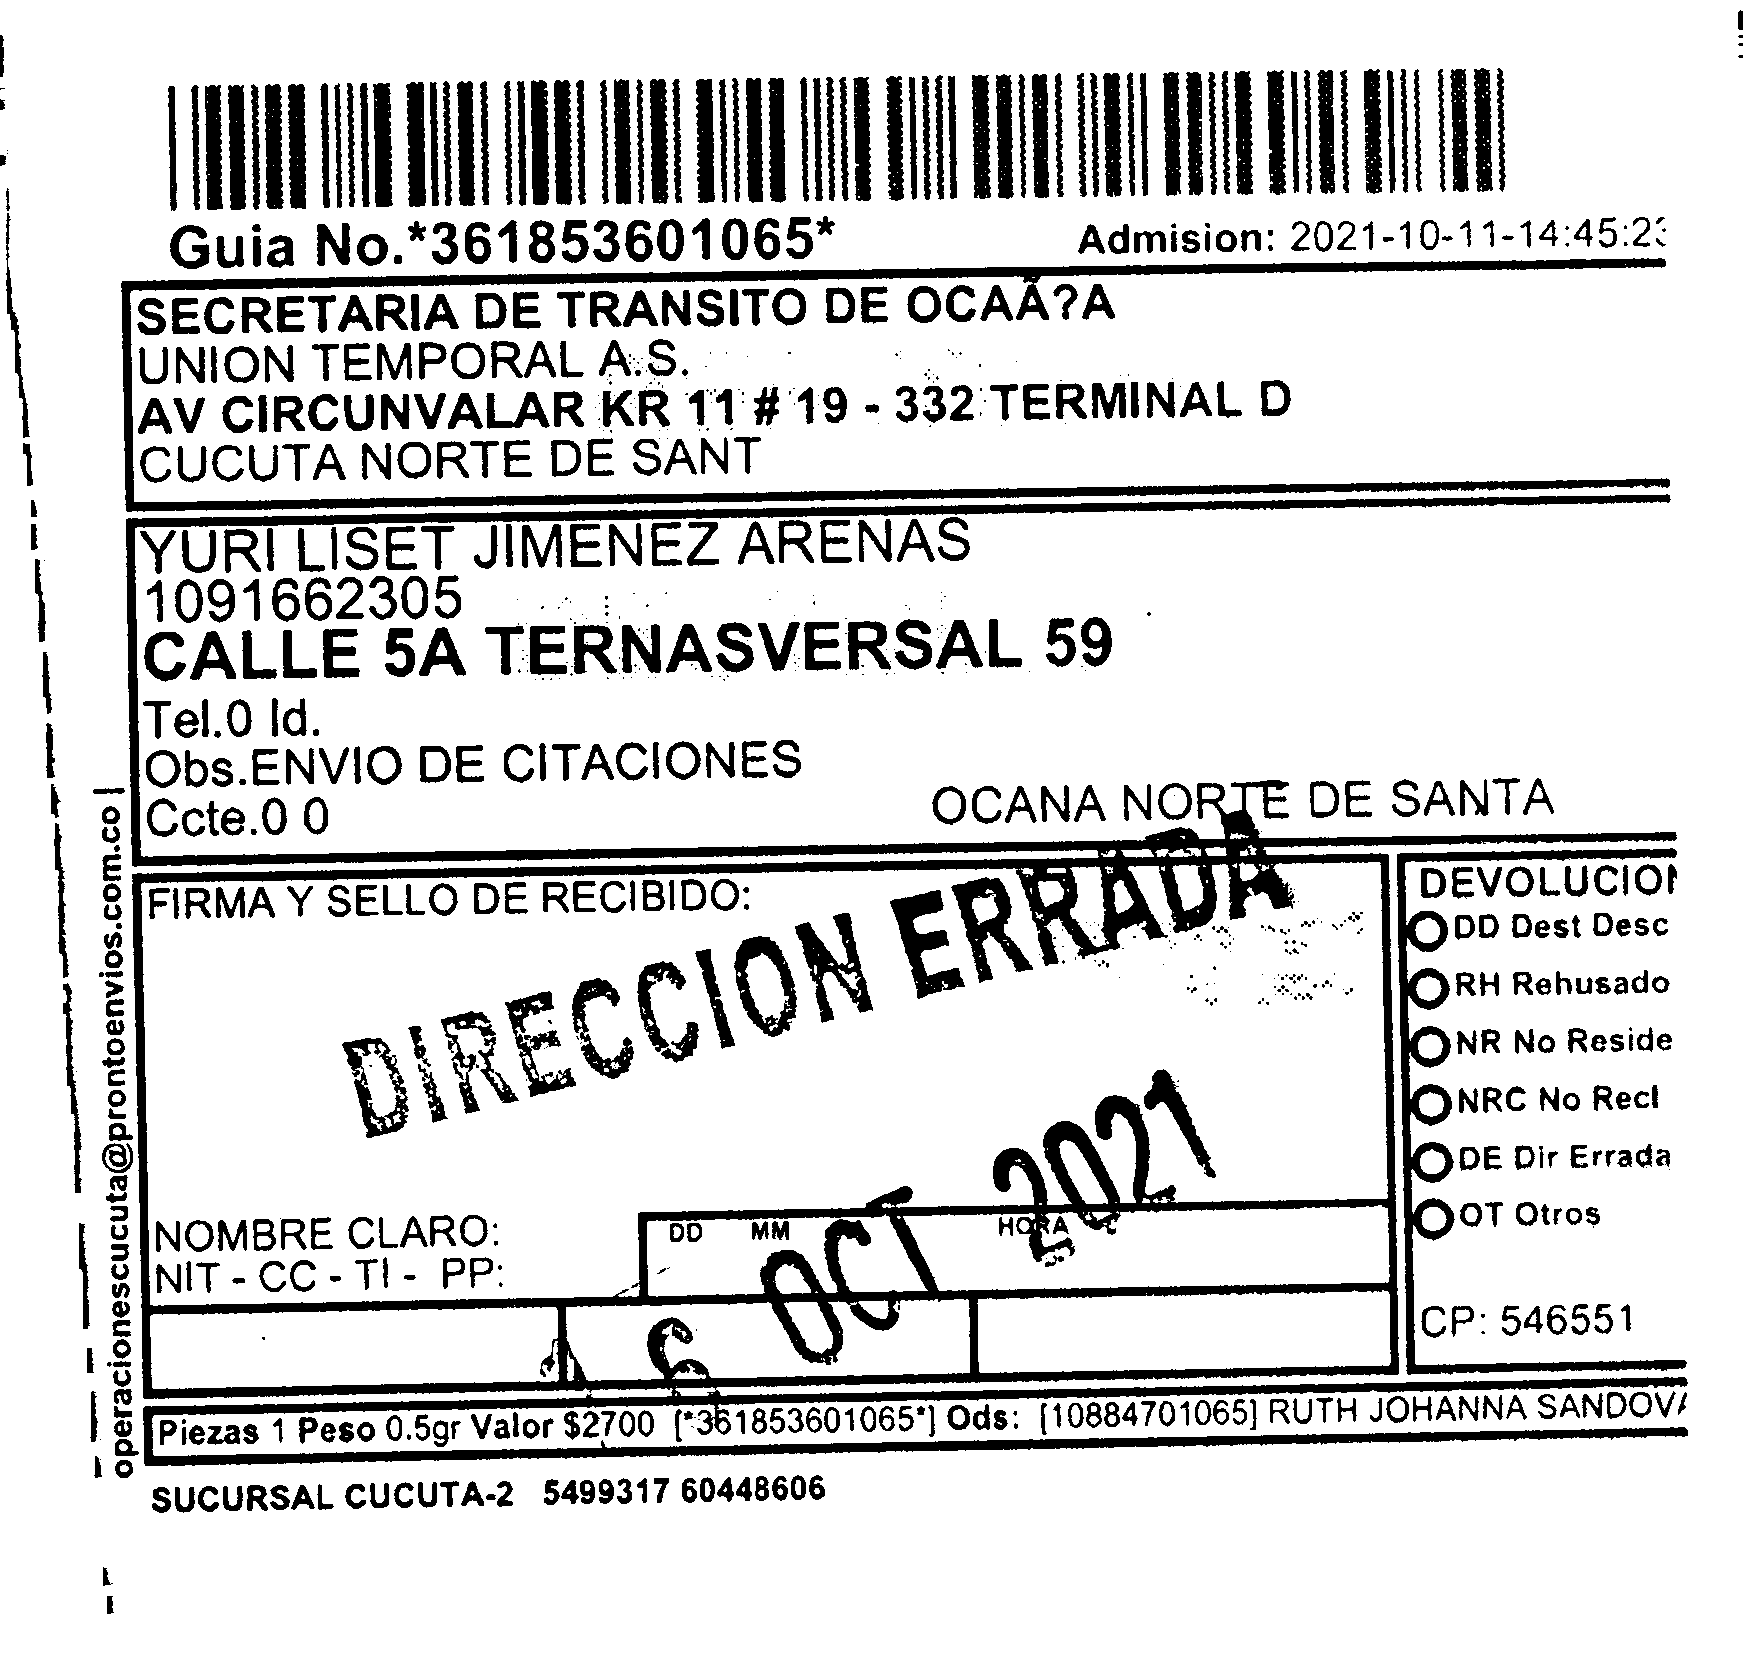 Guia No.*361853601065*
Admision: 2021-10-11-14:45:23
SECRETARIA DE TRANSITO DE OCAÃ?A
UNION TEMPORAL A.S.
AV CIRCUNVALAR KR 11 # 19 - 332 TERMINAL D
CUCUTA NORTE DE SANT
YURI LISET JIMENEZ ARENAS
1091662305
CALLE 5A TERNASVERSAL 59
Tel.0 Id.
Obs.ENVIO DE CITACIONES
Ccte.0 0
OCANA NORTE DE SANTA
FIRMA Y SELLO DE RECIBIDO:
DIRECCION ERRADA
OCT 2021
NOMBRE CLARO:
NIT - CC - TI - PP:
DD MM HORA
DEVOLUCION
DD Dest Desc
RH Rehusado
NR No Reside
NRC No Recl
DE Dir Errada
OT Otros
CP: 546551
Piezas 1 Peso 0.5gr Valor $2700 [*361853601065*] Ods: [10884701065] RUTH JOHANNA SANDOVA
SUCURSAL CUCUTA-2 5499317 60448606
operacionescucuta@prontoenvios.com.co |